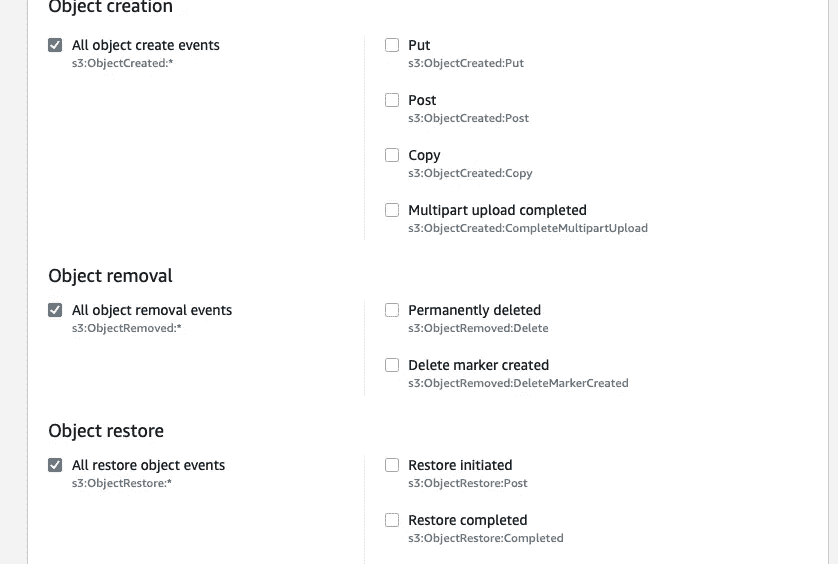 Object creation
All object create events
s3:ObjectCreated:*
Put
s3:ObjectCreated:Put
Post
s3:ObjectCreated:Post
Copy
s3:ObjectCreated:Copy
Multipart upload completed
s3:ObjectCreated:CompleteMultipartUpload
Object removal
All object removal events
s3:ObjectRemoved:*
Permanently deleted
s3:ObjectRemoved:Delete
Delete marker created
s3:ObjectRemoved:DeleteMarkerCreated
Object restore
All restore object events
s3:ObjectRestore:*
Restore initiated
s3:ObjectRestore:Post
Restore completed
s3:ObjectRestore:Completed